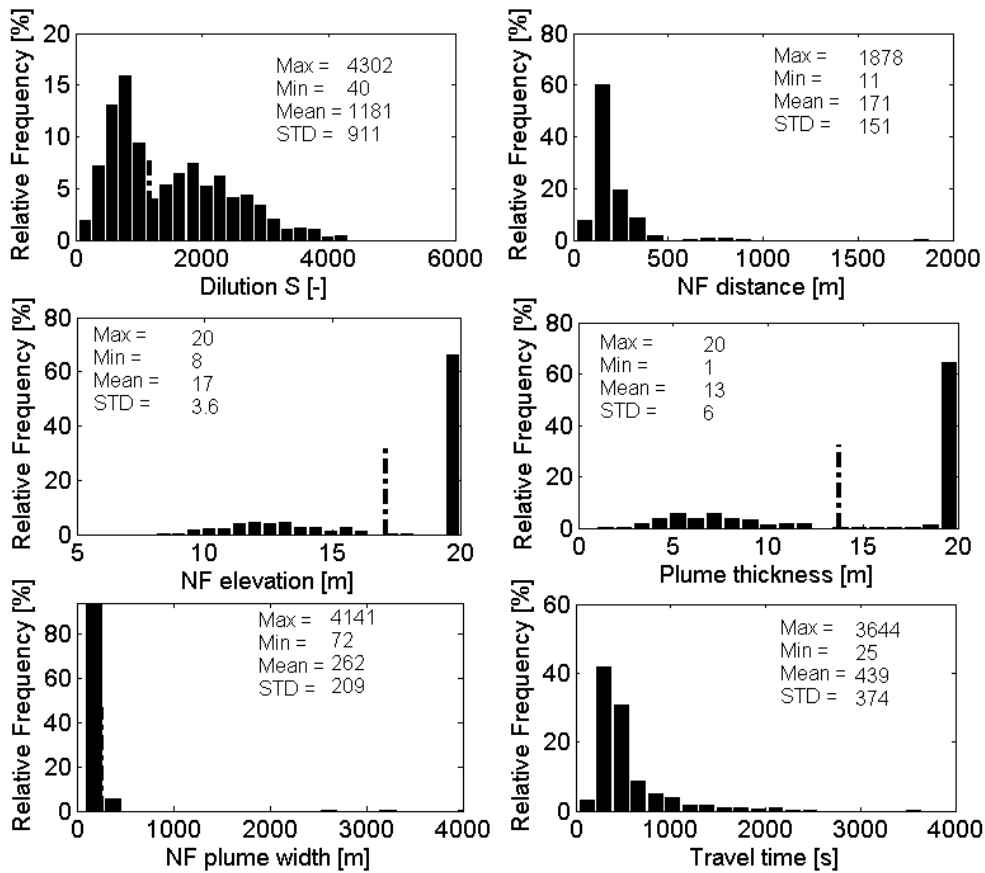 Relative Frequency [%]
20
15
10
5
0
Max = 4302
Min = 40
Mean = 1181
STD = 911
0 2000 4000 6000
Dilution S [-]
Relative Frequency [%]
80
60
40
20
0
Max = 1878
Min = 11
Mean = 171
STD = 151
0 500 1000 1500 2000
NF distance [m]
Relative Frequency [%]
80
60
40
20
0
Max = 20
Min = 8
Mean = 17
STD = 3.6
5 10 15 20
NF elevation [m]
Relative Frequency [%]
80
60
40
20
0
Max = 20
Min = 1
Mean = 13
STD = 6
0 5 10 15 20
Plume thickness [m]
Relative Frequency [%]
80
60
40
20
0
Max = 4141
Min = 72
Mean = 262
STD = 209
0 1000 2000 3000 4000
NF plume width [m]
Relative Frequency [%]
60
40
20
0
Max = 3644
Min = 25
Mean = 439
STD = 374
0 1000 2000 3000 4000
Travel time [s]